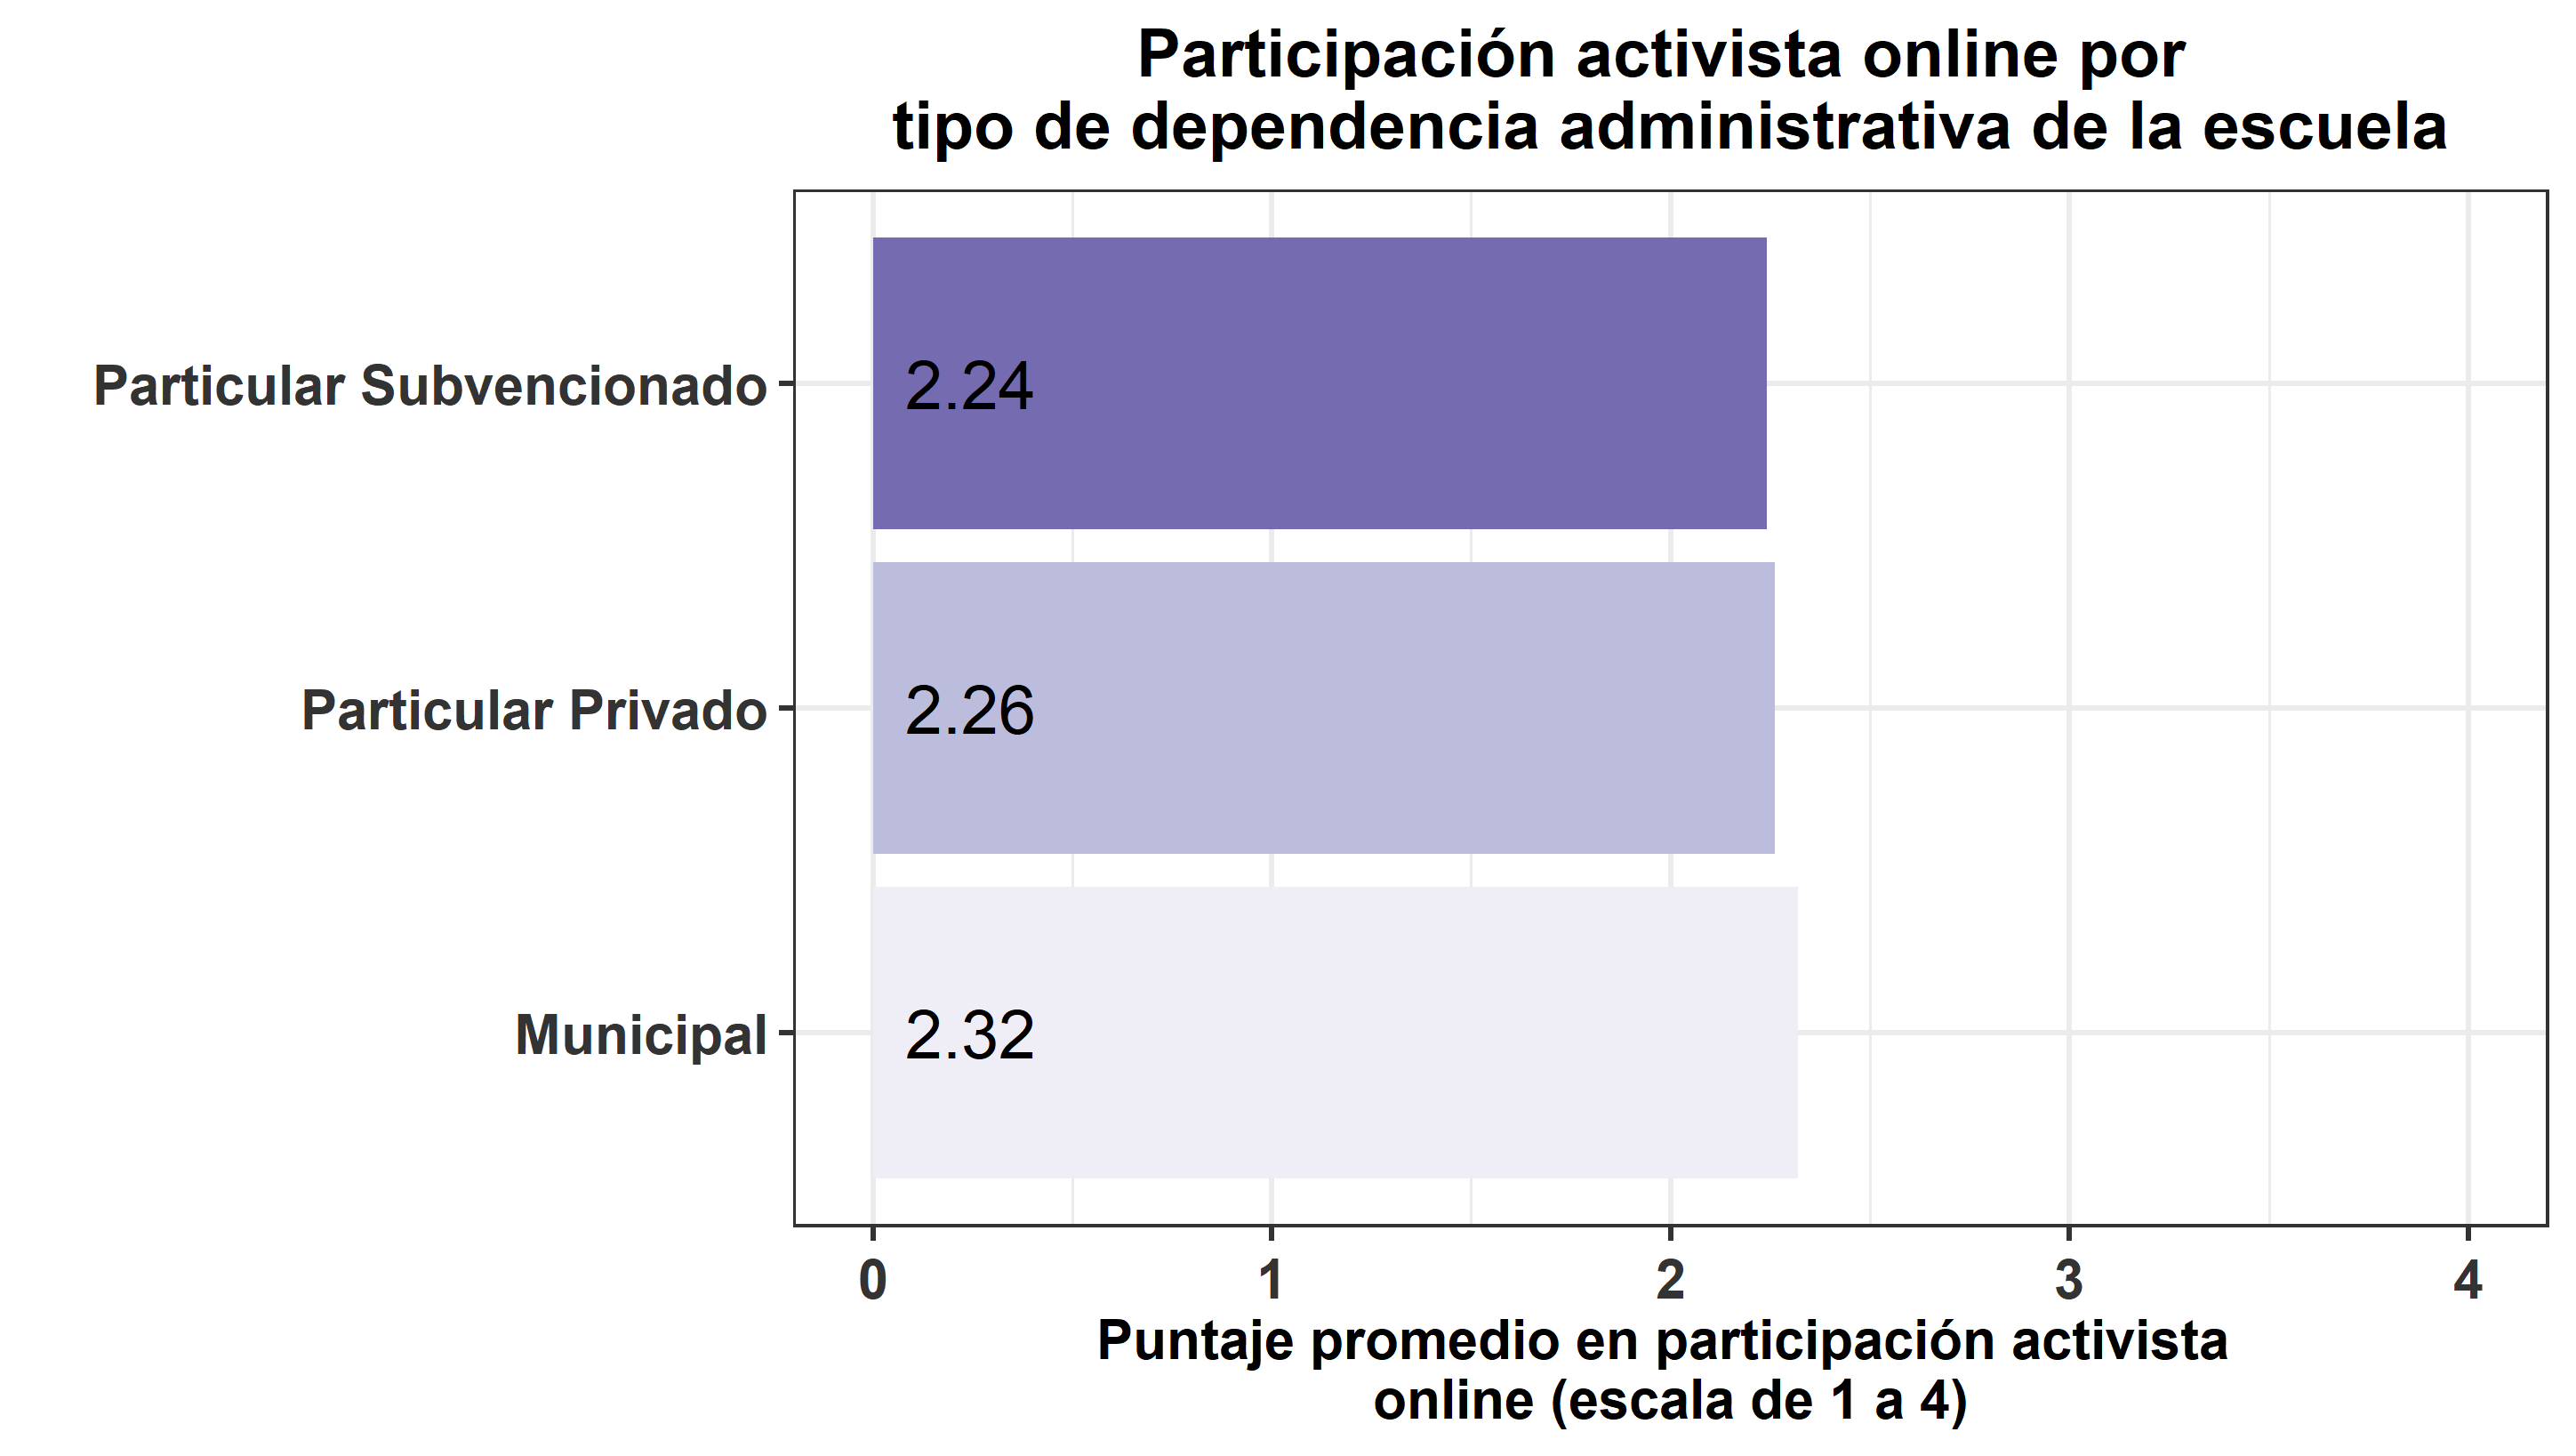 Participación activista online por
tipo de dependencia administrativa de la escuela
Particular Subvencionado
2.24
Particular Privado
2.26
Municipal
2.32
0 1 2 3 4
Puntaje promedio en participación activista
online (escala de 1 a 4)